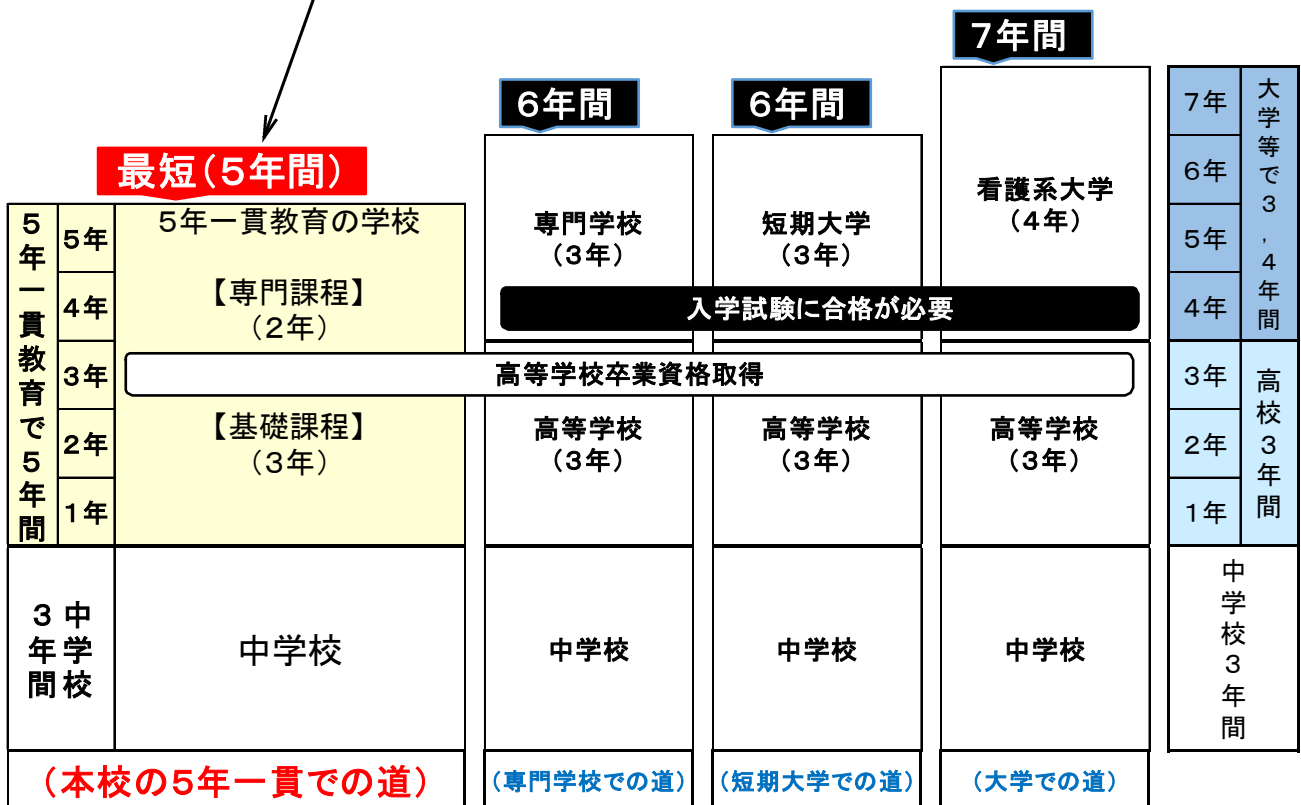 7年間
6年間
6年間
最短(5年間)
5年一貫教育で5年間
5年
4年
3年
2年
1年
5年一貫教育の学校
【専門課程】
(2年)
【基礎課程】
(3年)
専門学校
(3年)
短期大学
(3年)
看護系大学
(4年)
入学試験に合格が必要
高等学校卒業資格取得
高等学校
(3年)
高等学校
(3年)
高等学校
(3年)
7年
6年
5年
4年
3年
2年
1年
大学等で3,4年間
高校3年間
中学校
3年間
中学校
中学校
中学校
中学校
中学校3年間
(本校の5年一貫での道)
(専門学校での道)
(短期大学での道)
(大学での道)